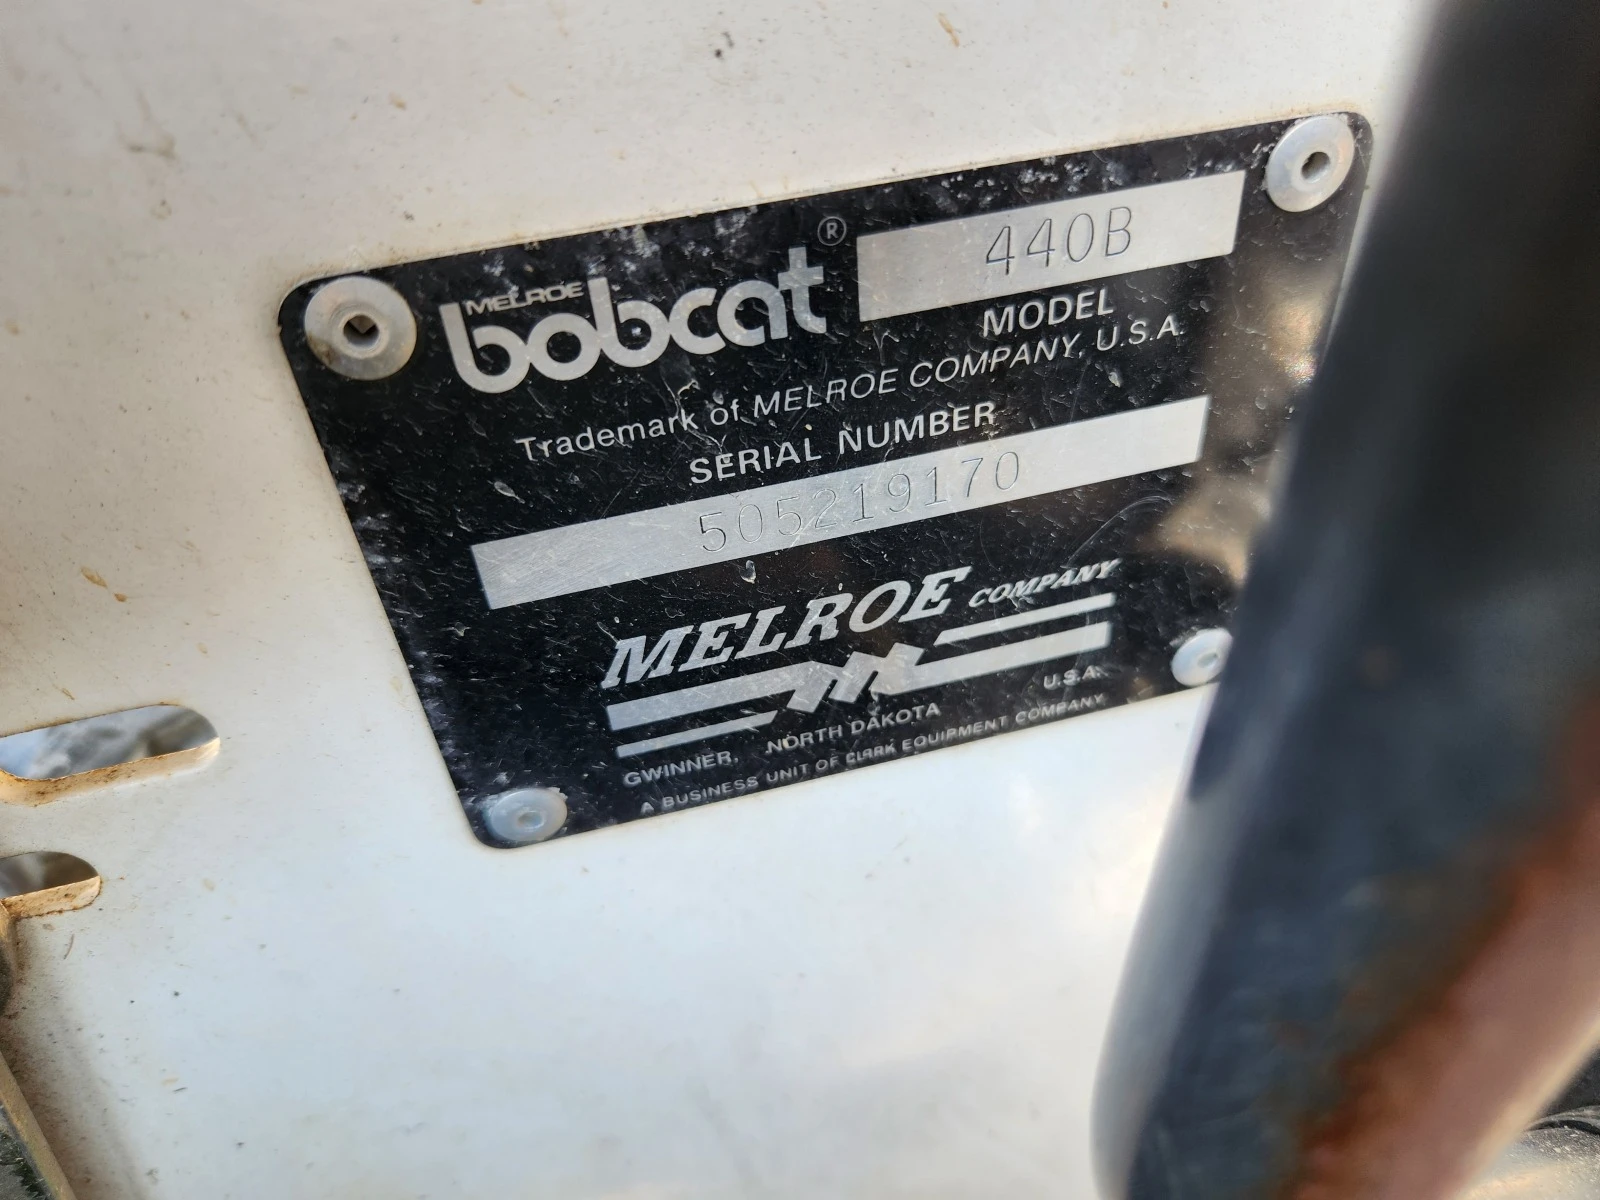 MELROE
bobcat ®
440B
MODEL
Trademark of MELROE COMPANY, U.S.A.
SERIAL NUMBER
505219170
MELROE COMPANY
GWINNER, NORTH DAKOTA U.S.A.
A BUSINESS UNIT OF CLARK EQUIPMENT COMPANY